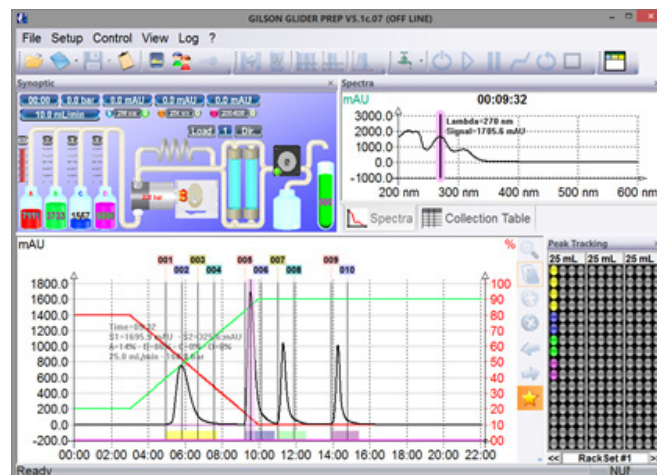 GILSON GLIDER PREP V5.1c.07 (OFF LINE)
File Setup Control View Log ?
Synoptic
Spectra
00:00 0.0 bar 0.0 mAU 0.0 mAU 0.0 mAU
10.0 mL/min
Load 1 Dir.
mAU
00:09:32
Lambda=270 nm
Signal=1705.6 mAU
3000.0
2000.0
1000.0
0.0
-1000.0
200 nm 300 nm 400 nm 500 nm 600 nm
Spectra Collection Table
mAU
%
Peak Tracking
001 003 005 007 009
002 004 006 008 010
25 mL 25 mL 25 mL
1800.0
1600.0
1400.0
1200.0
1000.0
800.0
600.0
400.0
200.0
0.0
-200.0
100
90
80
70
60
50
40
30
20
10
0
Time=09:32
00:00 02:00 04:00 06:00 08:00 10:00 12:00 14:00 16:00 18:00 20:00 22:00
<< RackSet #1 >>
Ready